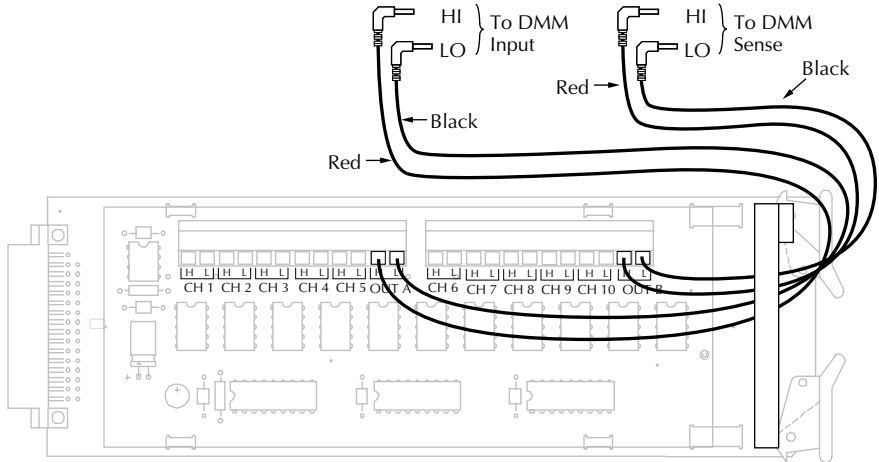 HI
LO
To DMM
Input
HI
LO
To DMM
Sense
Red
Black
Black
Red
H L H L H L H L H L H L
CH 1 CH 2 CH 3 CH 4 CH 5 OUT A
H L H L H L H L H L H L
CH 6 CH 7 CH 8 CH 9 CH 10 OUT B
+